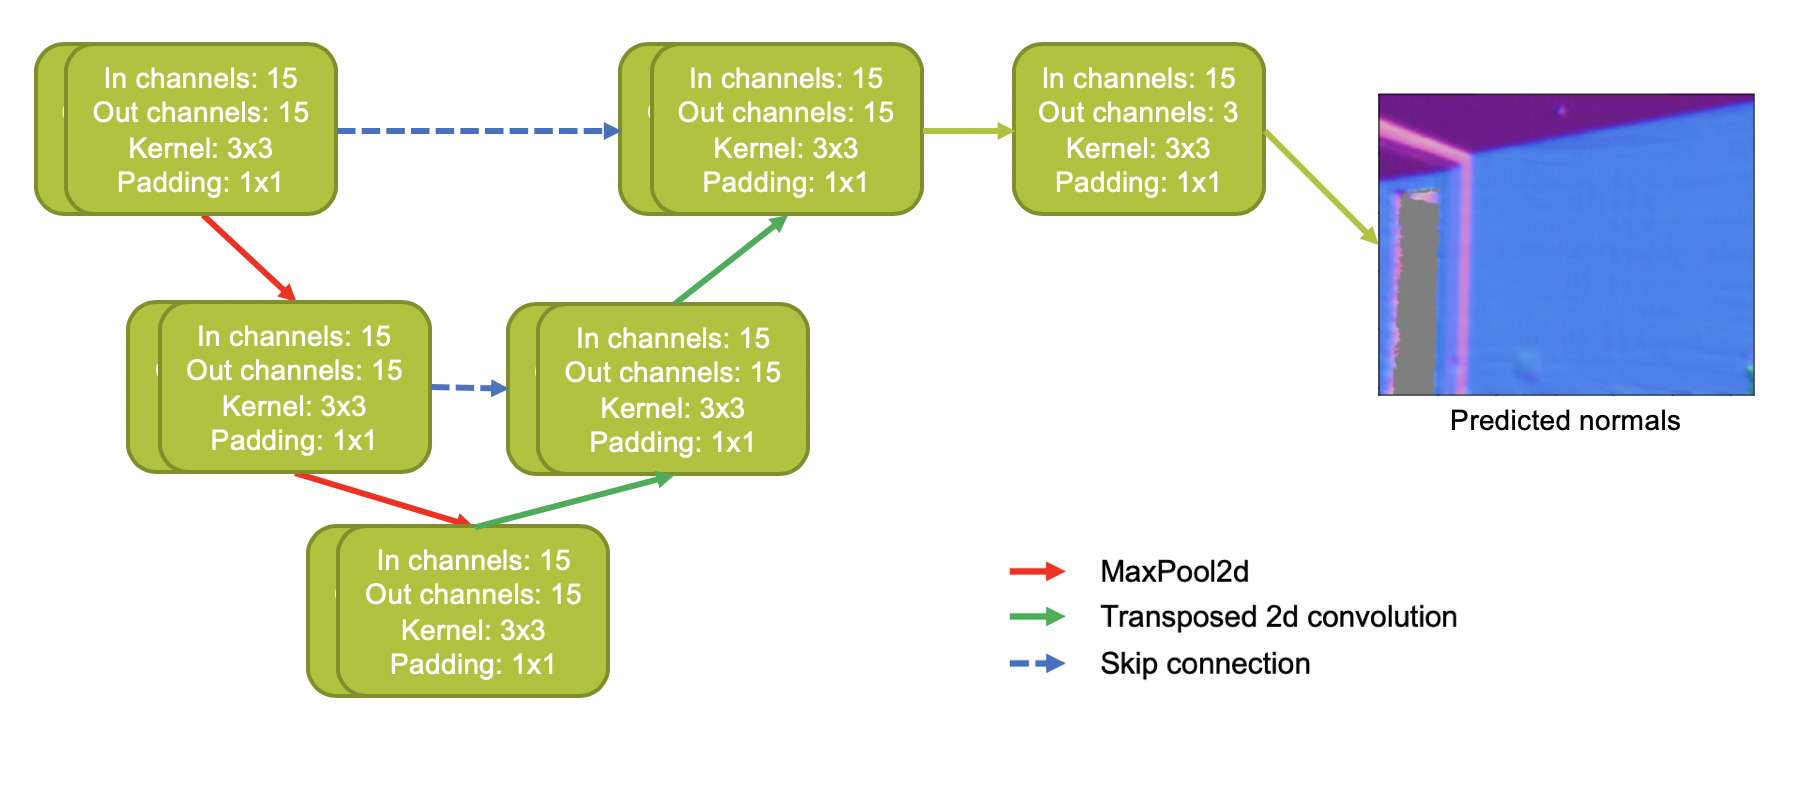 In channels: 15
Out channels: 15
Kernel: 3x3
Padding: 1x1
In channels: 15
Out channels: 15
Kernel: 3x3
Padding: 1x1
In channels: 15
Out channels: 3
Kernel: 3x3
Padding: 1x1
In channels: 15
Out channels: 15
Kernel: 3x3
Padding: 1x1
In channels: 15
Out channels: 15
Kernel: 3x3
Padding: 1x1
Predicted normals
In channels: 15
Out channels: 15
Kernel: 3x3
Padding: 1x1
MaxPool2d
Transposed 2d convolution
Skip connection